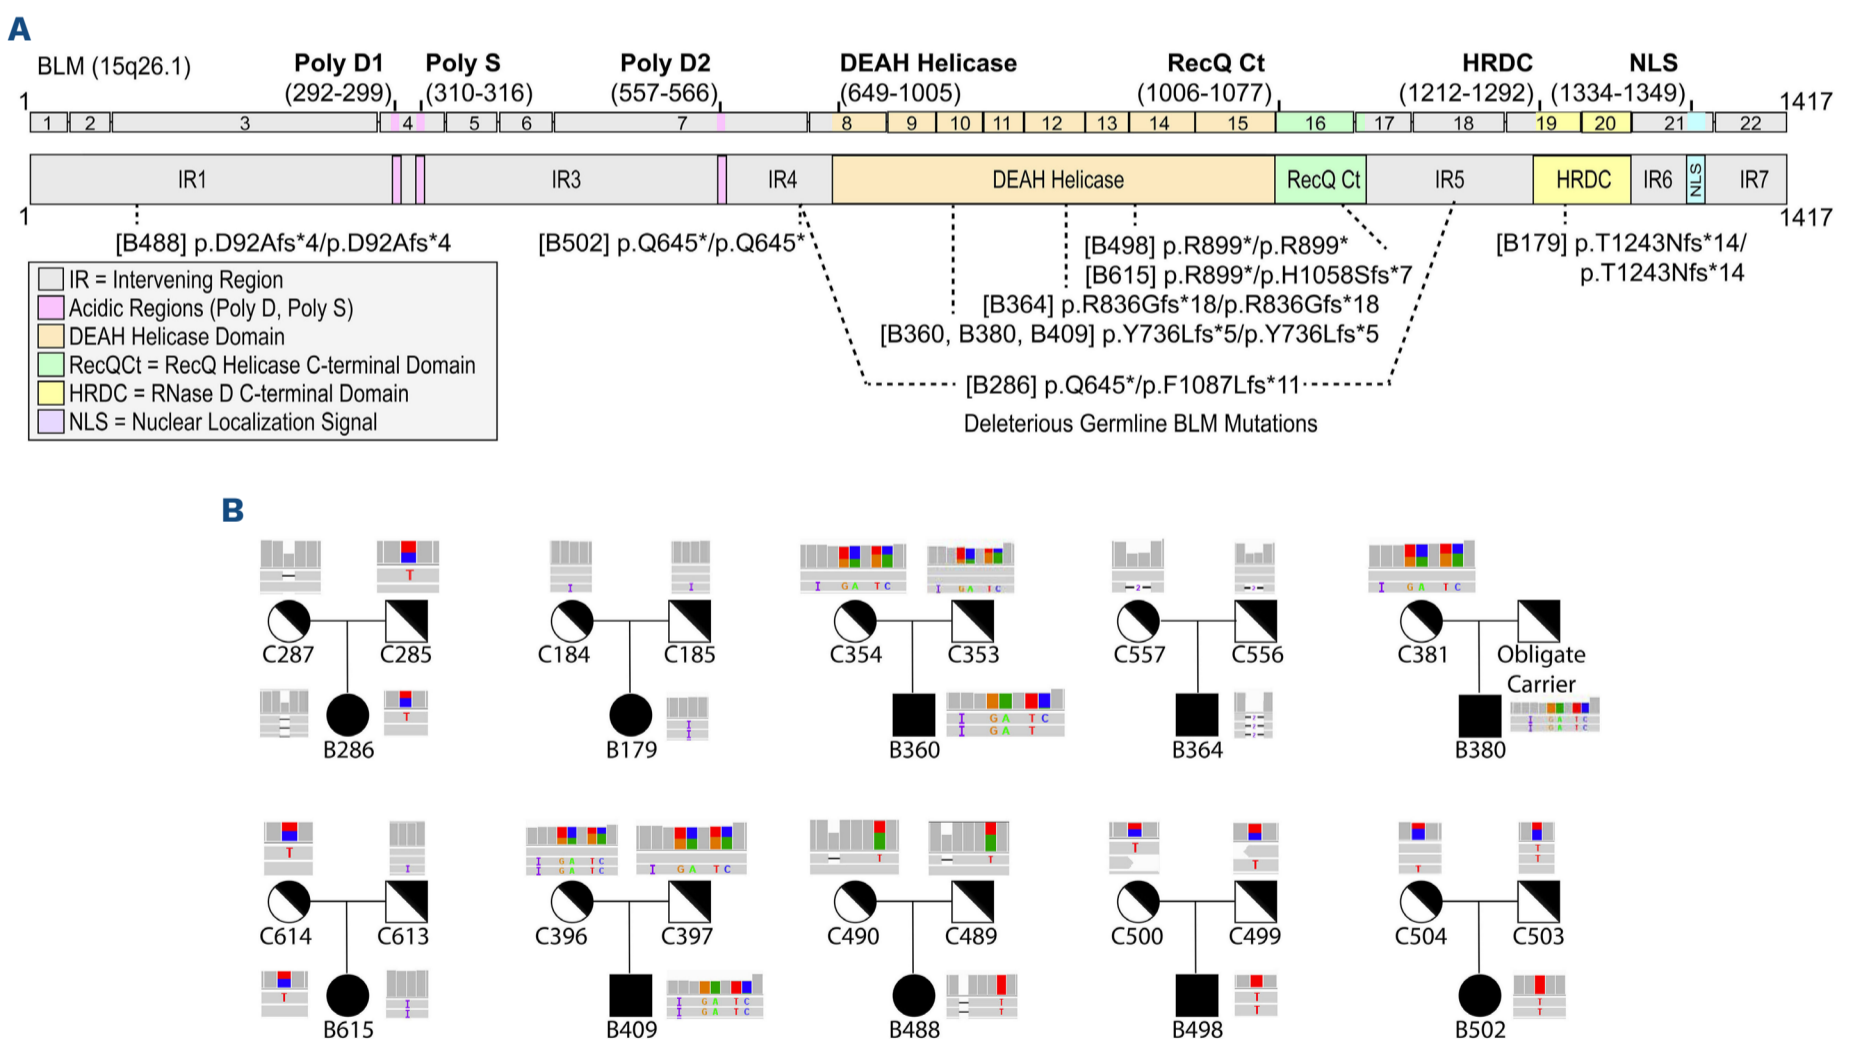 A
BLM (15q26.1)
Poly D1 Poly S Poly D2 DEAH Helicase RecQ Ct HRDC NLS
(292-299) (310-316) (557-566) (649-1005) (1006-1077) (1212-1292) (1334-1349)
1 1417
1 2 3 4 5 6 7 8 9 10 11 12 13 14 15 16 17 18 19 20 21 22
IR1 IR3 IR4 DEAH Helicase RecQ Ct IR5 HRDC IR6 NLS IR7
1 1417
[B488] p.D92Afs*4/p.D92Afs*4
[B502] p.Q645*/p.Q645*
[B498] p.R899*/p.R899*
[B615] p.R899*/p.H1058Sfs*7
[B364] p.R836Gfs*18/p.R836Gfs*18
[B360, B380, B409] p.Y736Lfs*5/p.Y736Lfs*5
[B286] p.Q645*/p.F1087Lfs*11
[B179] p.T1243Nfs*14/
p.T1243Nfs*14
Deleterious Germline BLM Mutations
IR = Intervening Region
Acidic Regions (Poly D, Poly S)
DEAH Helicase Domain
RecQCt = RecQ Helicase C-terminal Domain
HRDC = RNase D C-terminal Domain
NLS = Nuclear Localization Signal
B
T I I I G A T C I G A T C 2 2 I G A T C
C287 C285 C184 C185 C354 C353 C557 C556 C381 Obligate
Carrier
T I I I G A T C 2 2 2 I G A T C
I G A T I G A T C
B286 B179 B360 B364 B380
T I I G A T C I G A T C T T T T T T
I G A T C T
C614 C613 C396 C397 C490 C489 C500 C499 C504 C503
T I I I G A T C T T T
I G A T C T T T
B615 B409 B488 B498 B502